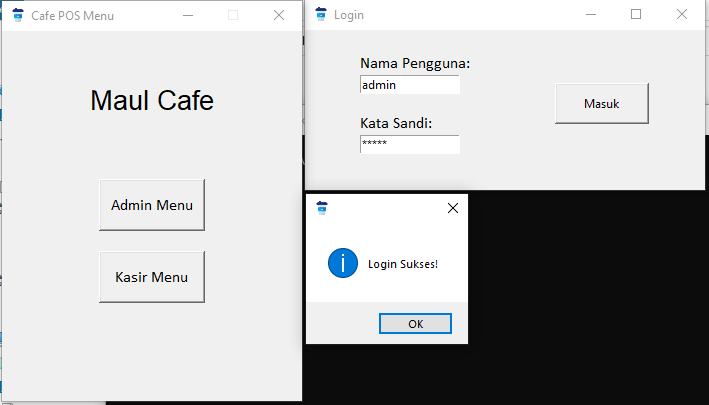 Cafe POS Menu
Maul Cafe
Admin Menu
Kasir Menu
Login
Nama Pengguna:
admin
Kata Sandi:
*****
Masuk
Login Sukses!
OK